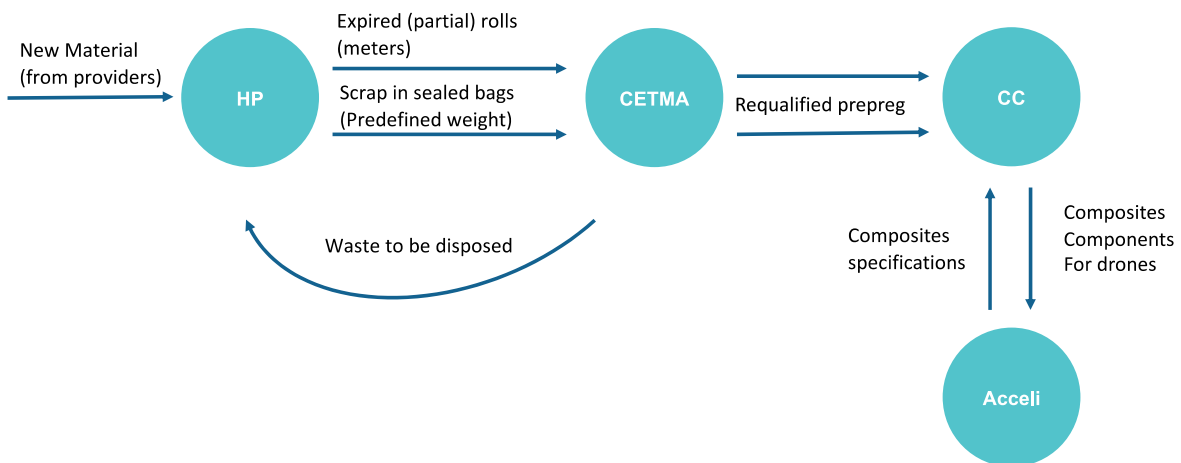 New Material
(from providers)
HP
Expired (partial) rolls
(meters)
Scrap in sealed bags
(Predefined weight)
CETMA
Requalified prepreg
CC
Waste to be disposed
Composites
specifications
Composites
Components
For drones
Acceli